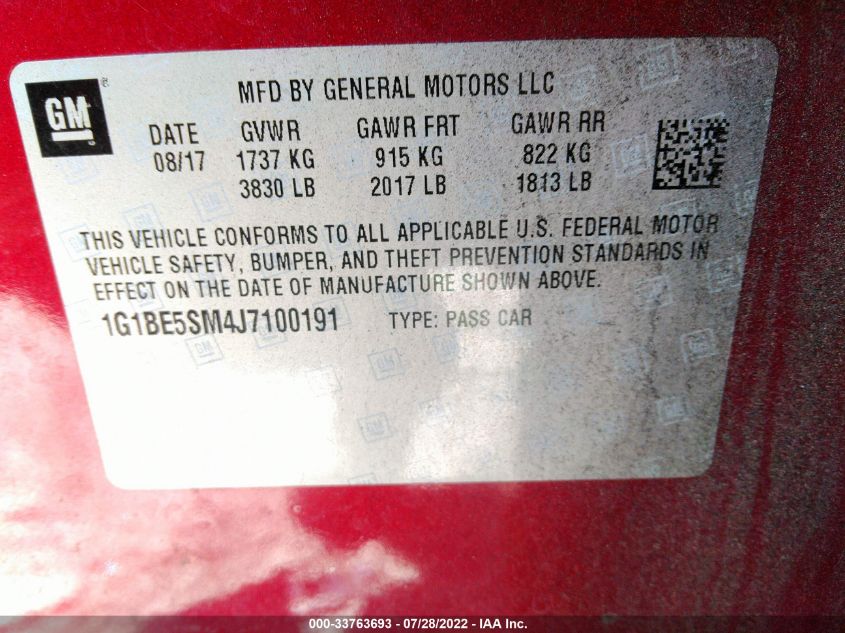 GM®
MFD BY GENERAL MOTORS LLC
DATE GVWR GAWR FRT GAWR RR
08/17 1737 KG 915 KG 822 KG
3830 LB 2017 LB 1813 LB
THIS VEHICLE CONFORMS TO ALL APPLICABLE U.S. FEDERAL MOTOR
VEHICLE SAFETY, BUMPER, AND THEFT PREVENTION STANDARDS IN
EFFECT ON THE DATE OF MANUFACTURE SHOWN ABOVE.
1G1BE5SM4J7100191 TYPE: PASS CAR
000-33763693 - 07/28/2022 - IAA Inc.